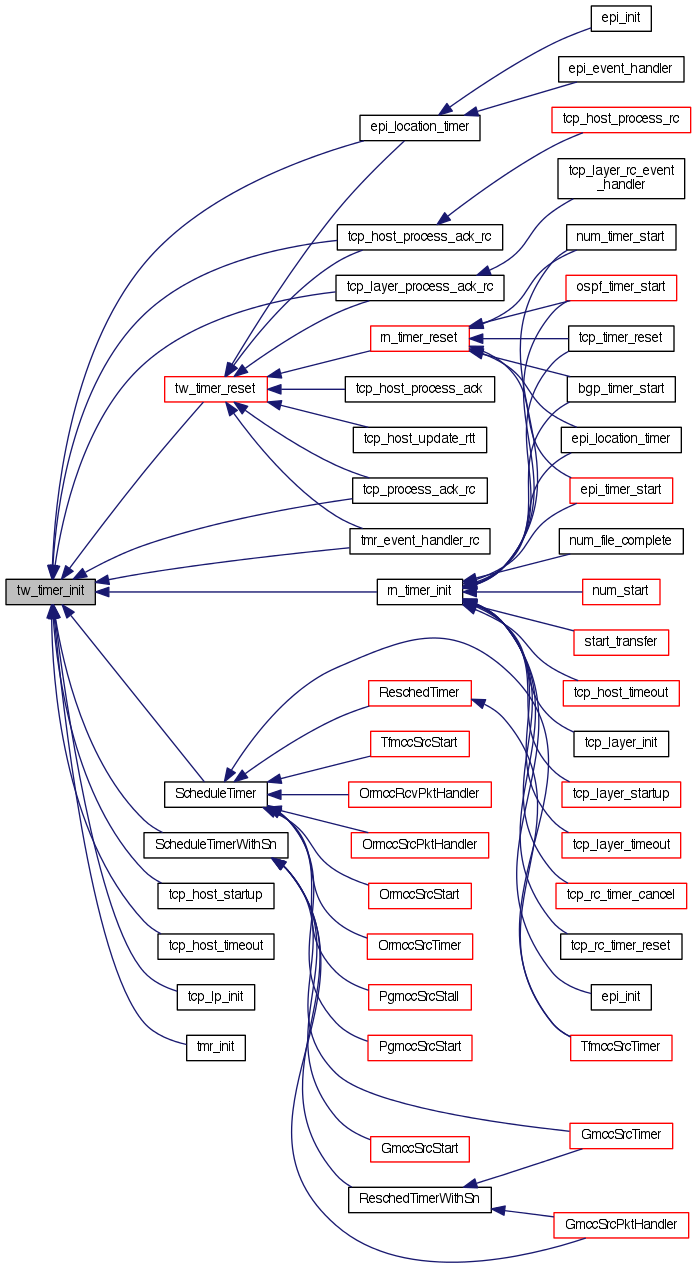 epi_init
epi_event_handler
epi_location_timer
tcp_host_process_rc
tcp_layer_rc_event
_handler
tcp_host_process_ack_rc
num_timer_start
tcp_layer_process_ack_rc
ospf_timer_start
rn_timer_reset
tcp_timer_reset
tw_timer_reset
tcp_host_process_ack
bgp_timer_start
tcp_host_update_rtt
epi_location_timer
tcp_process_ack_rc
epi_timer_start
tmr_event_handler_rc
num_file_complete
tw_timer_init
rn_timer_init
num_start
start_transfer
ReschedTimer
tcp_host_timeout
TfmccSrcStart
tcp_layer_init
ScheduleTimer
OrmccRcvPktHandler
tcp_layer_startup
ScheduleTimerWithSn
OrmccSrcPktHandler
tcp_layer_timeout
tcp_host_startup
OrmccSrcStart
tcp_rc_timer_cancel
tcp_host_timeout
OrmccSrcTimer
tcp_rc_timer_reset
tcp_lp_init
PgmccSrcStall
epi_init
tmr_init
PgmccSrcStart
TfmccSrcTimer
GmccSrcStart
GmccSrcTimer
ReschedTimerWithSn
GmccSrcPktHandler